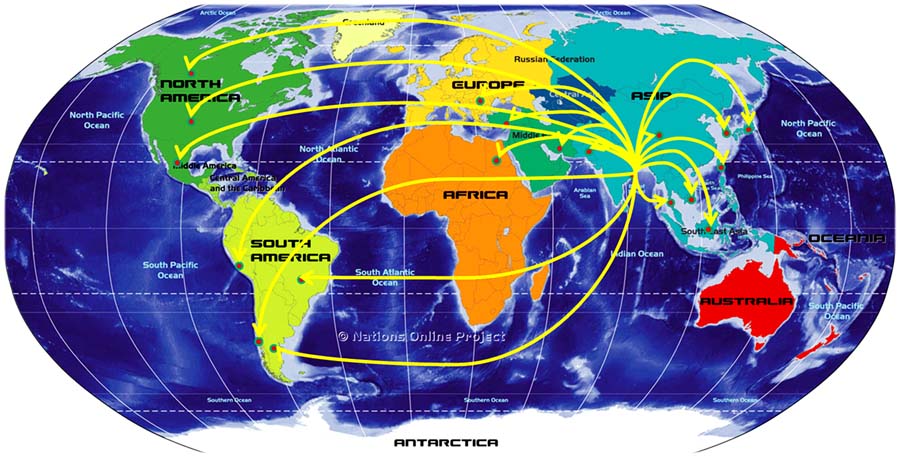 Arctic Ocean
Arctic Ocean
Greenland
Russian Federation
NORTH
AMERICA
EUROPE
Central
ASIA
North Pacific
Ocean
North Pacific
Ocean
Middle
North Atlantic
Ocean
Middle America
Central America
and the Caribbean
AFRICA
Arabian
Sea
Philippine Sea
SOUTH
AMERICA
South East Asia
OCEANIA
Indian Ocean
South Pacific
Ocean
South Atlantic
Ocean
AUSTRALIA
South Pacific
Ocean
© Nations Online Project
Southern Ocean
Southern Ocean
Southern Ocean
ANTARCTICA